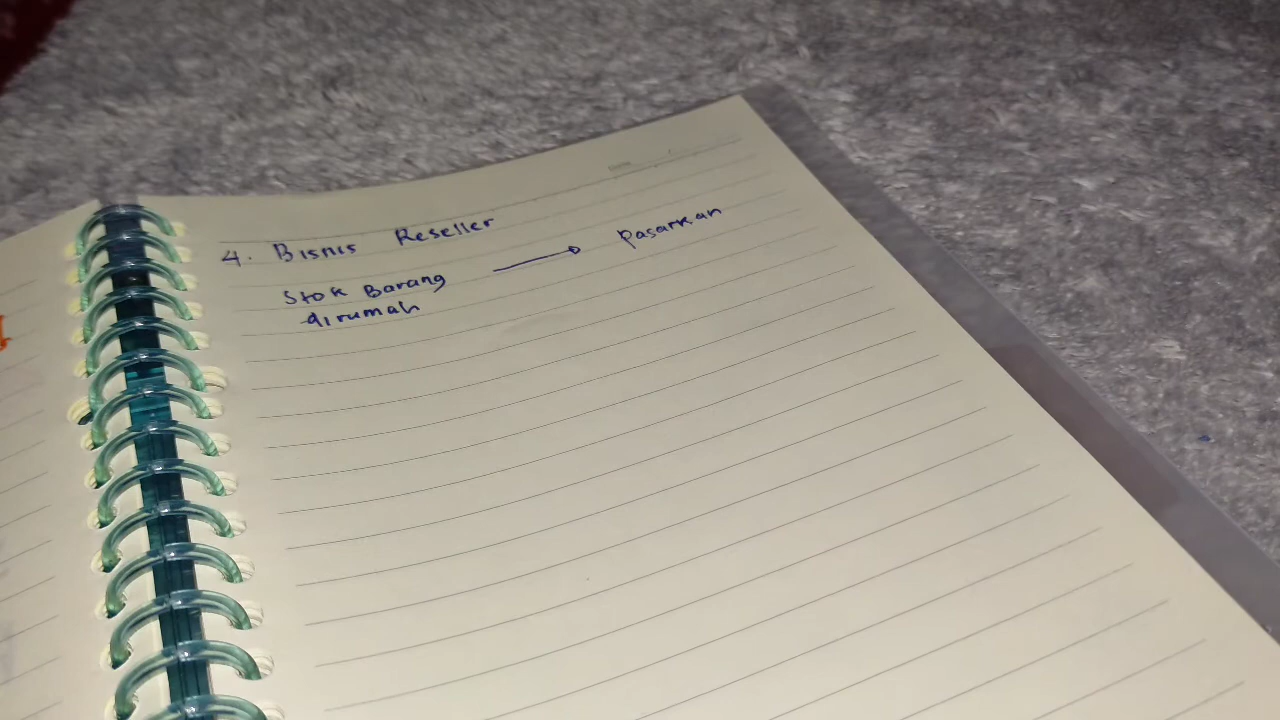 4. Bisnis Reseller
Stok Barang → Pasarkan
dirumah